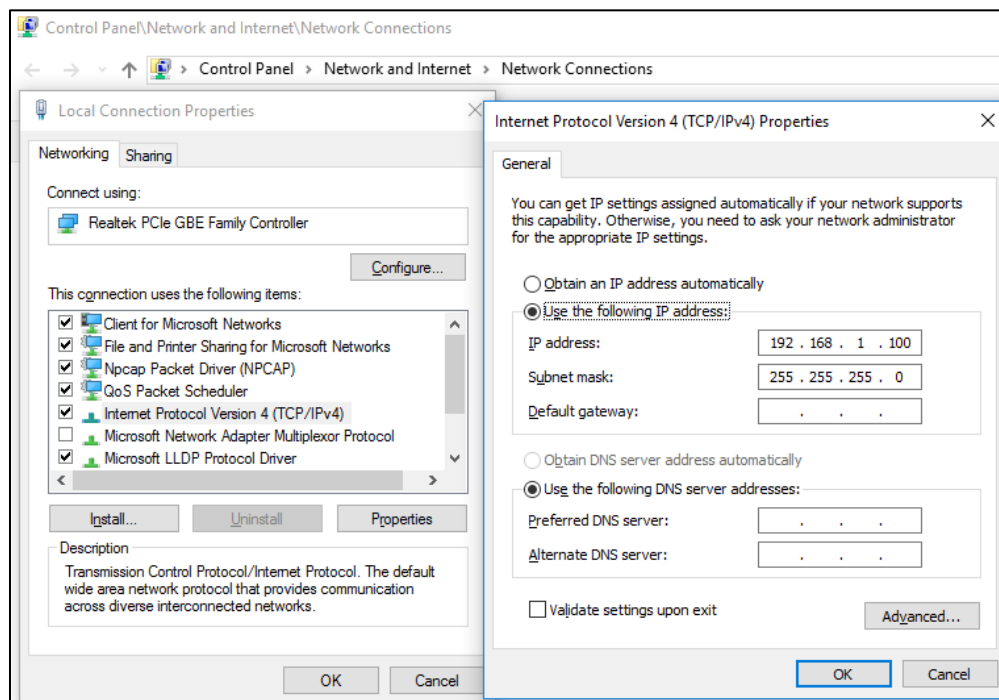 Control Panel\Network and Internet\Network Connections
Control Panel > Network and Internet > Network Connections
Local Connection Properties
Networking
Sharing
Connect using:
Realtek PCIe GBE Family Controller
Configure...
This connection uses the following items:
Client for Microsoft Networks
File and Printer Sharing for Microsoft Networks
Npcap Packet Driver (NPCAP)
QoS Packet Scheduler
Internet Protocol Version 4 (TCP/IPv4)
Microsoft Network Adapter Multiplexor Protocol
Microsoft LLDP Protocol Driver
Install...
Uninstall
Properties
Description
Transmission Control Protocol/Internet Protocol. The default
wide area network protocol that provides communication
across diverse interconnected networks.
OK
Cancel
Internet Protocol Version 4 (TCP/IPv4) Properties
General
You can get IP settings assigned automatically if your network supports
this capability. Otherwise, you need to ask your network administrator
for the appropriate IP settings.
Obtain an IP address automatically
Use the following IP address:
IP address: 192 . 168 . 1 . 100
Subnet mask: 255 . 255 . 255 . 0
Default gateway: . . .
Obtain DNS server address automatically
Use the following DNS server addresses:
Preferred DNS server: . . .
Alternate DNS server: . . .
Validate settings upon exit
Advanced...
OK
Cancel